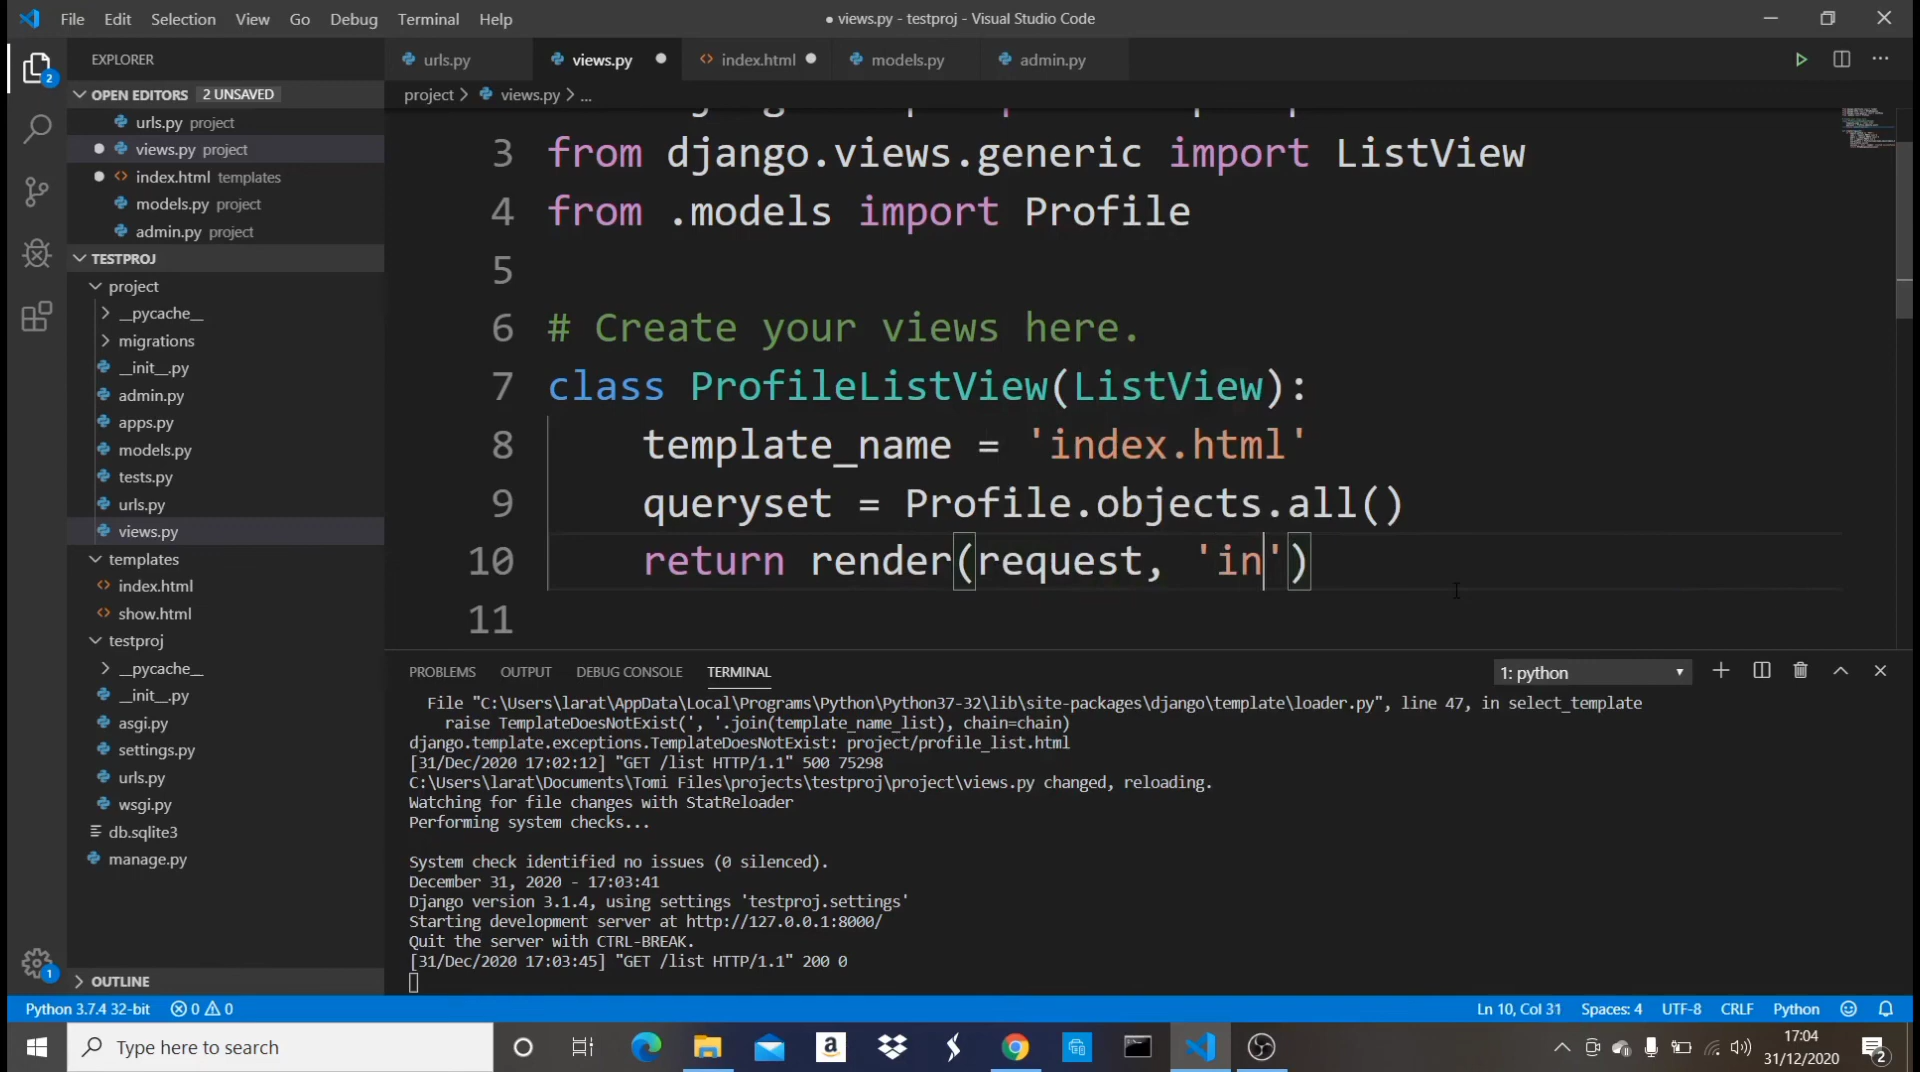 File Edit Selection View Go Debug Terminal Help
● views.py - testproj - Visual Studio Code
EXPLORER
urls.py views.py index.html models.py admin.py
OPEN EDITORS 2 UNSAVED
project > views.py > ...
urls.py project
views.py project
index.html templates
models.py project
admin.py project
TESTPROJ
project
__pycache__
migrations
__init__.py
admin.py
apps.py
models.py
tests.py
urls.py
views.py
templates
index.html
show.html
testproj
__pycache__
__init__.py
asgi.py
settings.py
urls.py
wsgi.py
db.sqlite3
manage.py
OUTLINE
3 from django.views.generic import ListView
4 from .models import Profile
5
6 # Create your views here.
7 class ProfileListView(ListView):
8 template_name = 'index.html'
9 queryset = Profile.objects.all()
10 return render(request, 'in')
11
PROBLEMS OUTPUT DEBUG CONSOLE TERMINAL
1: python
File "C:\Users\larat\AppData\Local\Programs\Python\Python37-32\lib\site-packages\django\template\loader.py", line 47, in select_template
raise TemplateDoesNotExist(', '.join(template_name_list), chain=chain)
django.template.exceptions.TemplateDoesNotExist: project/profile_list.html
[31/Dec/2020 17:02:12] "GET /list HTTP/1.1" 500 75298
C:\Users\larat\Documents\Tomi Files\projects\testproj\project\views.py changed, reloading.
Watching for file changes with StatReloader
Performing system checks...
System check identified no issues (0 silenced).
December 31, 2020 - 17:03:41
Django version 3.1.4, using settings 'testproj.settings'
Starting development server at http://127.0.0.1:8000/
Quit the server with CTRL-BREAK.
[31/Dec/2020 17:03:45] "GET /list HTTP/1.1" 200 0
Python 3.7.4 32-bit 0 0
Ln 10, Col 31 Spaces: 4 UTF-8 CRLF Python
Type here to search
17:04
31/12/2020
2
2
1